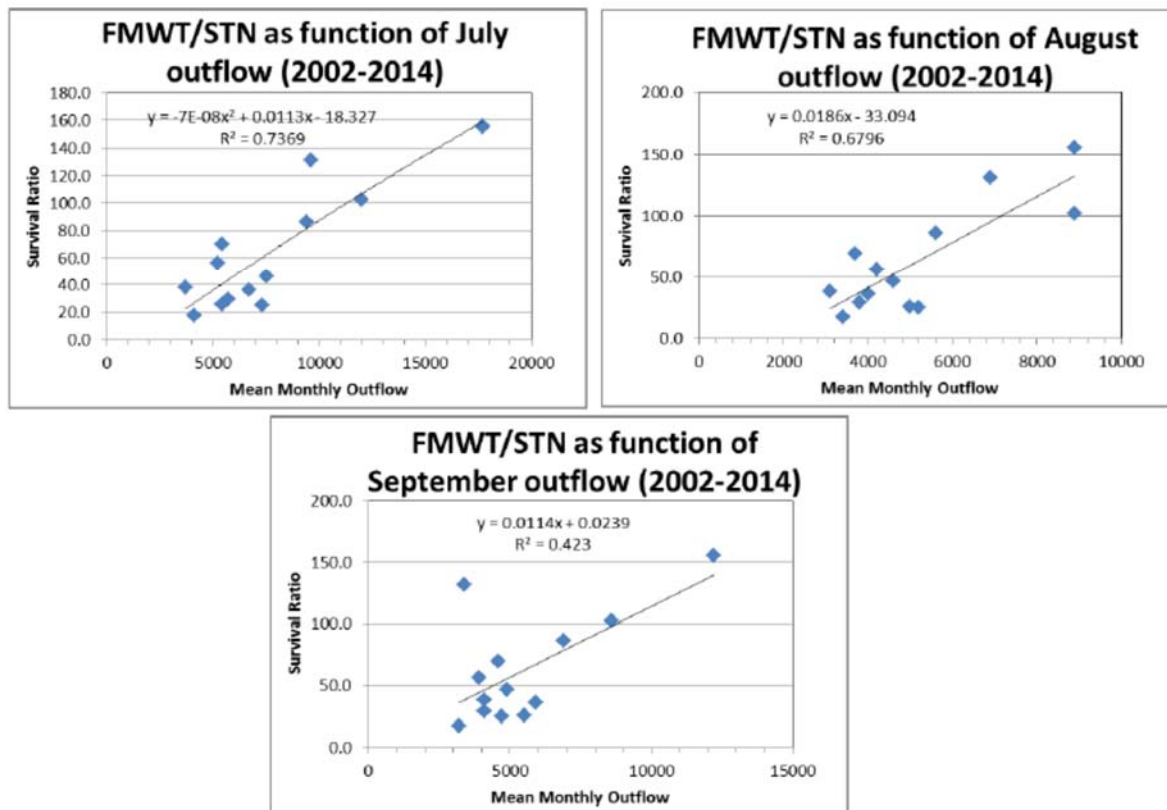 FMWT/STN as function of July
outflow (2002-2014)
180.0
160.0
140.0
120.0
100.0
80.0
60.0
40.0
20.0
0.0
Survival Ratio
y = -7E-08x² + 0.0113x - 18.327
R² = 0.7369
0 5000 10000 15000 20000
Mean Monthly Outflow
FMWT/STN as function of August
outflow (2002-2014)
200.0
150.0
100.0
50.0
0.0
Survival Ratio
y = 0.0186x - 33.094
R² = 0.6796
0 2000 4000 6000 8000 10000
Mean Monthly Outflow
FMWT/STN as function of
September outflow (2002-2014)
200.0
150.0
100.0
50.0
0.0
Survival Ratio
y = 0.0114x + 0.0239
R² = 0.423
0 5000 10000 15000
Mean Monthly Outflow